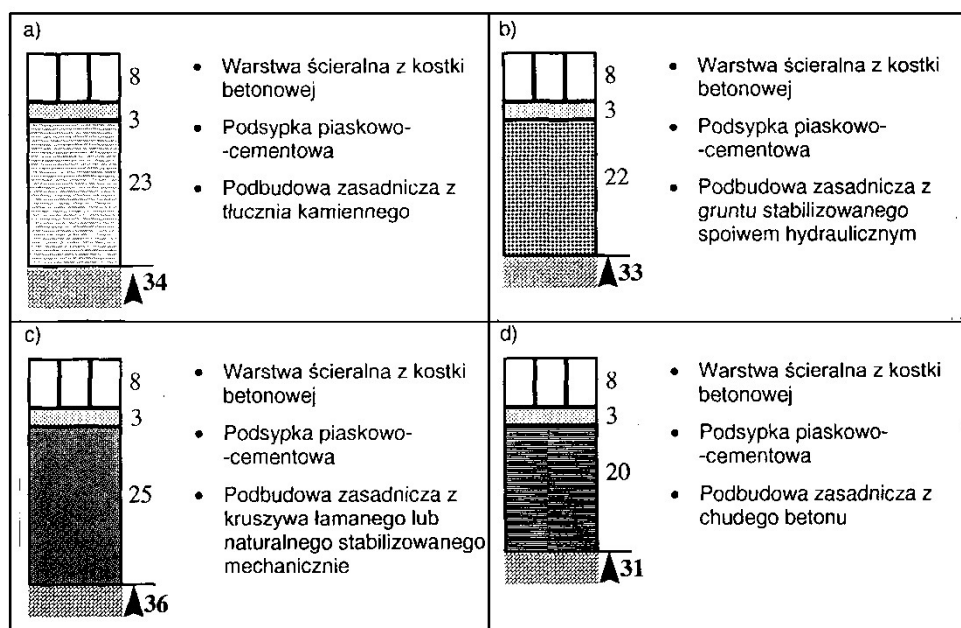 a)
8
3
23
34
• Warstwa ścieralna z kostki
betonowej
• Podsypka piaskowo-
-cementowa
• Podbudowa zasadnicza z
tłucznia kamiennego
b)
8
3
22
33
• Warstwa ścieralna z kostki
betonowej
• Podsypka piaskowo-
-cementowa
• Podbudowa zasadnicza z
gruntu stabilizowanego
spoiwem hydraulicznym
c)
8
3
25
36
• Warstwa ścieralna z kostki
betonowej
• Podsypka piaskowo-
-cementowa
• Podbudowa zasadnicza z
kruszywa łamanego lub
naturalnego stabilizowanego
mechanicznie
d)
8
3
20
31
• Warstwa ścieralna z kostki
betonowej
• Podsypka piaskowo-
-cementowa
• Podbudowa zasadnicza z
chudego betonu